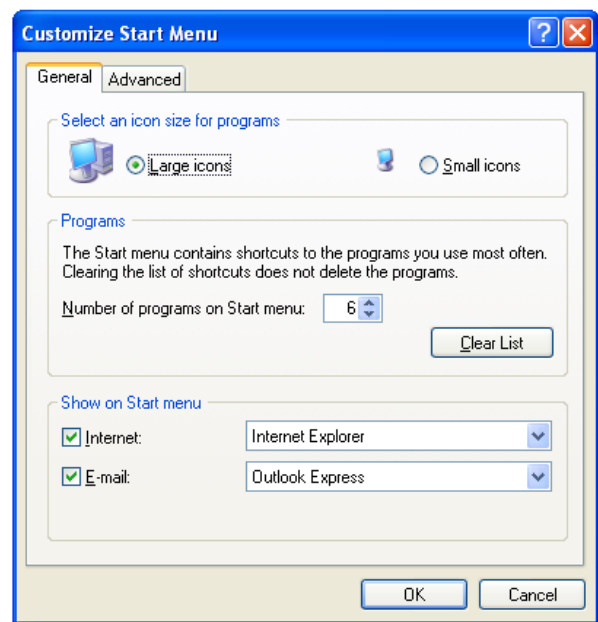 Customize Start Menu
General Advanced
Select an icon size for programs
Large icons Small icons
Programs
The Start menu contains shortcuts to the programs you use most often.
Clearing the list of shortcuts does not delete the programs.
Number of programs on Start menu: 6
Clear List
Show on Start menu
Internet: Internet Explorer
E-mail: Outlook Express
OK Cancel